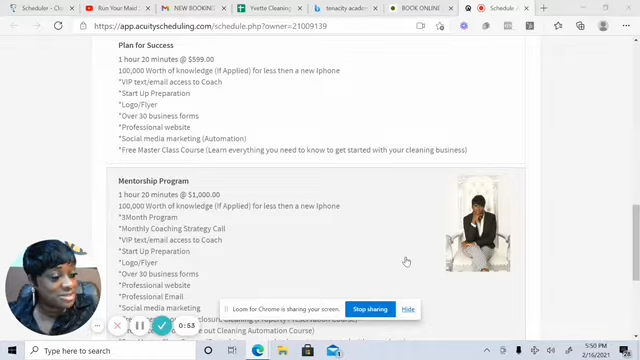 Scheduler - Clo
Run Your Maid
NEW BOOKING
Yvette Cleaning
tenacity acade
BOOK ONLINE
Schedule A
https://app.acuityscheduling.com/schedule.php?owner=21009139
Plan for Success
1 hour 20 minutes @ $599.00
100,000 Worth of knowledge (If Applied) for less then a new Iphone
*VIP text/email access to Coach
*Start Up Preparation
*Logo/Flyer
*Over 30 business forms
*Professional website
*Social media marketing (Automation)
*Free Master Class Course (Learn everything you need to know to get started with your cleaning business)
Mentorship Program
1 hour 20 minutes @ $1,000.00
100,000 Worth of knowledge (If Applied) for less then a new Iphone
*3Month Program
*Monthly Coaching Strategy Call
*VIP text/email access to Coach
*Start Up Preparation
*Logo/Flyer
*Over 30 business forms
*Professional website
*Professional Email
*Social media marketing
Loom for Chrome is sharing your screen.
Stop sharing
Hide
0:53
out Cleaning Automation Course)
Type here to search
5:50 PM
2/16/2021